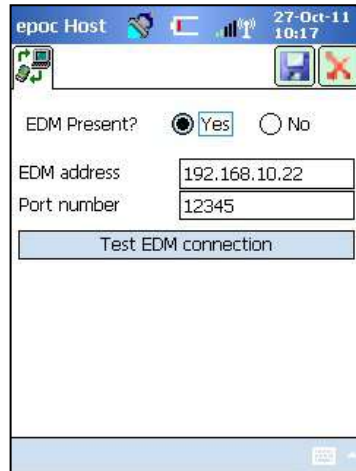 epoc Host
27-Oct-11
10:17
EDM Present?
Yes
No
EDM address
192.168.10.22
Port number
12345
Test EDM connection